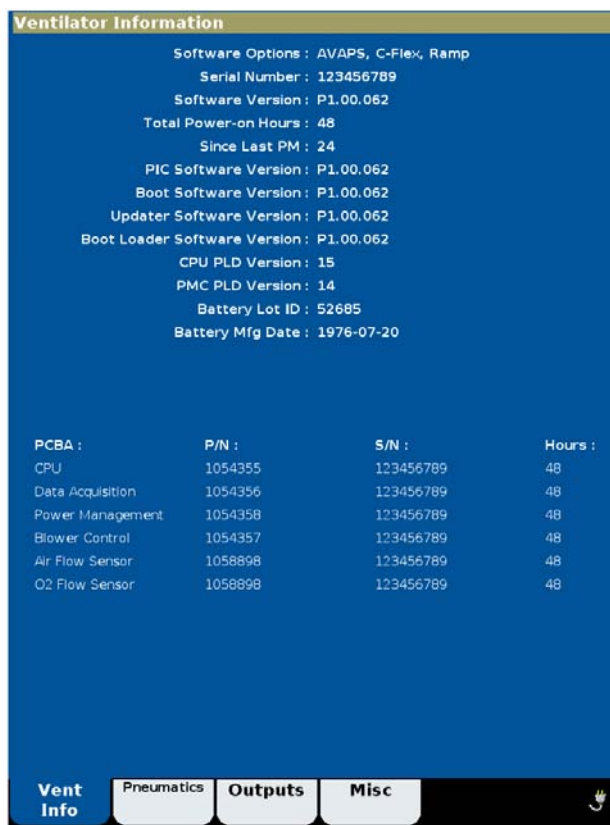 Ventilator Information
Software Options : AVAPS, C-Flex, Ramp
Serial Number : 123456789
Software Version : P1.00.062
Total Power-on Hours : 48
Since Last PM : 24
PIC Software Version : P1.00.062
Boot Software Version : P1.00.062
Updater Software Version : P1.00.062
Boot Loader Software Version : P1.00.062
CPU PLD Version : 15
PMC PLD Version : 14
Battery Lot ID : 52685
Battery Mfg Date : 1976-07-20
PCBA : P/N : S/N : Hours :
CPU 1054355 123456789 48
Data Acquisition 1054356 123456789 48
Power Management 1054358 123456789 48
Blower Control 1054357 123456789 48
Air Flow Sensor 1058898 123456789 48
O2 Flow Sensor 1058898 123456789 48
Vent Info Pneumatics Outputs Misc